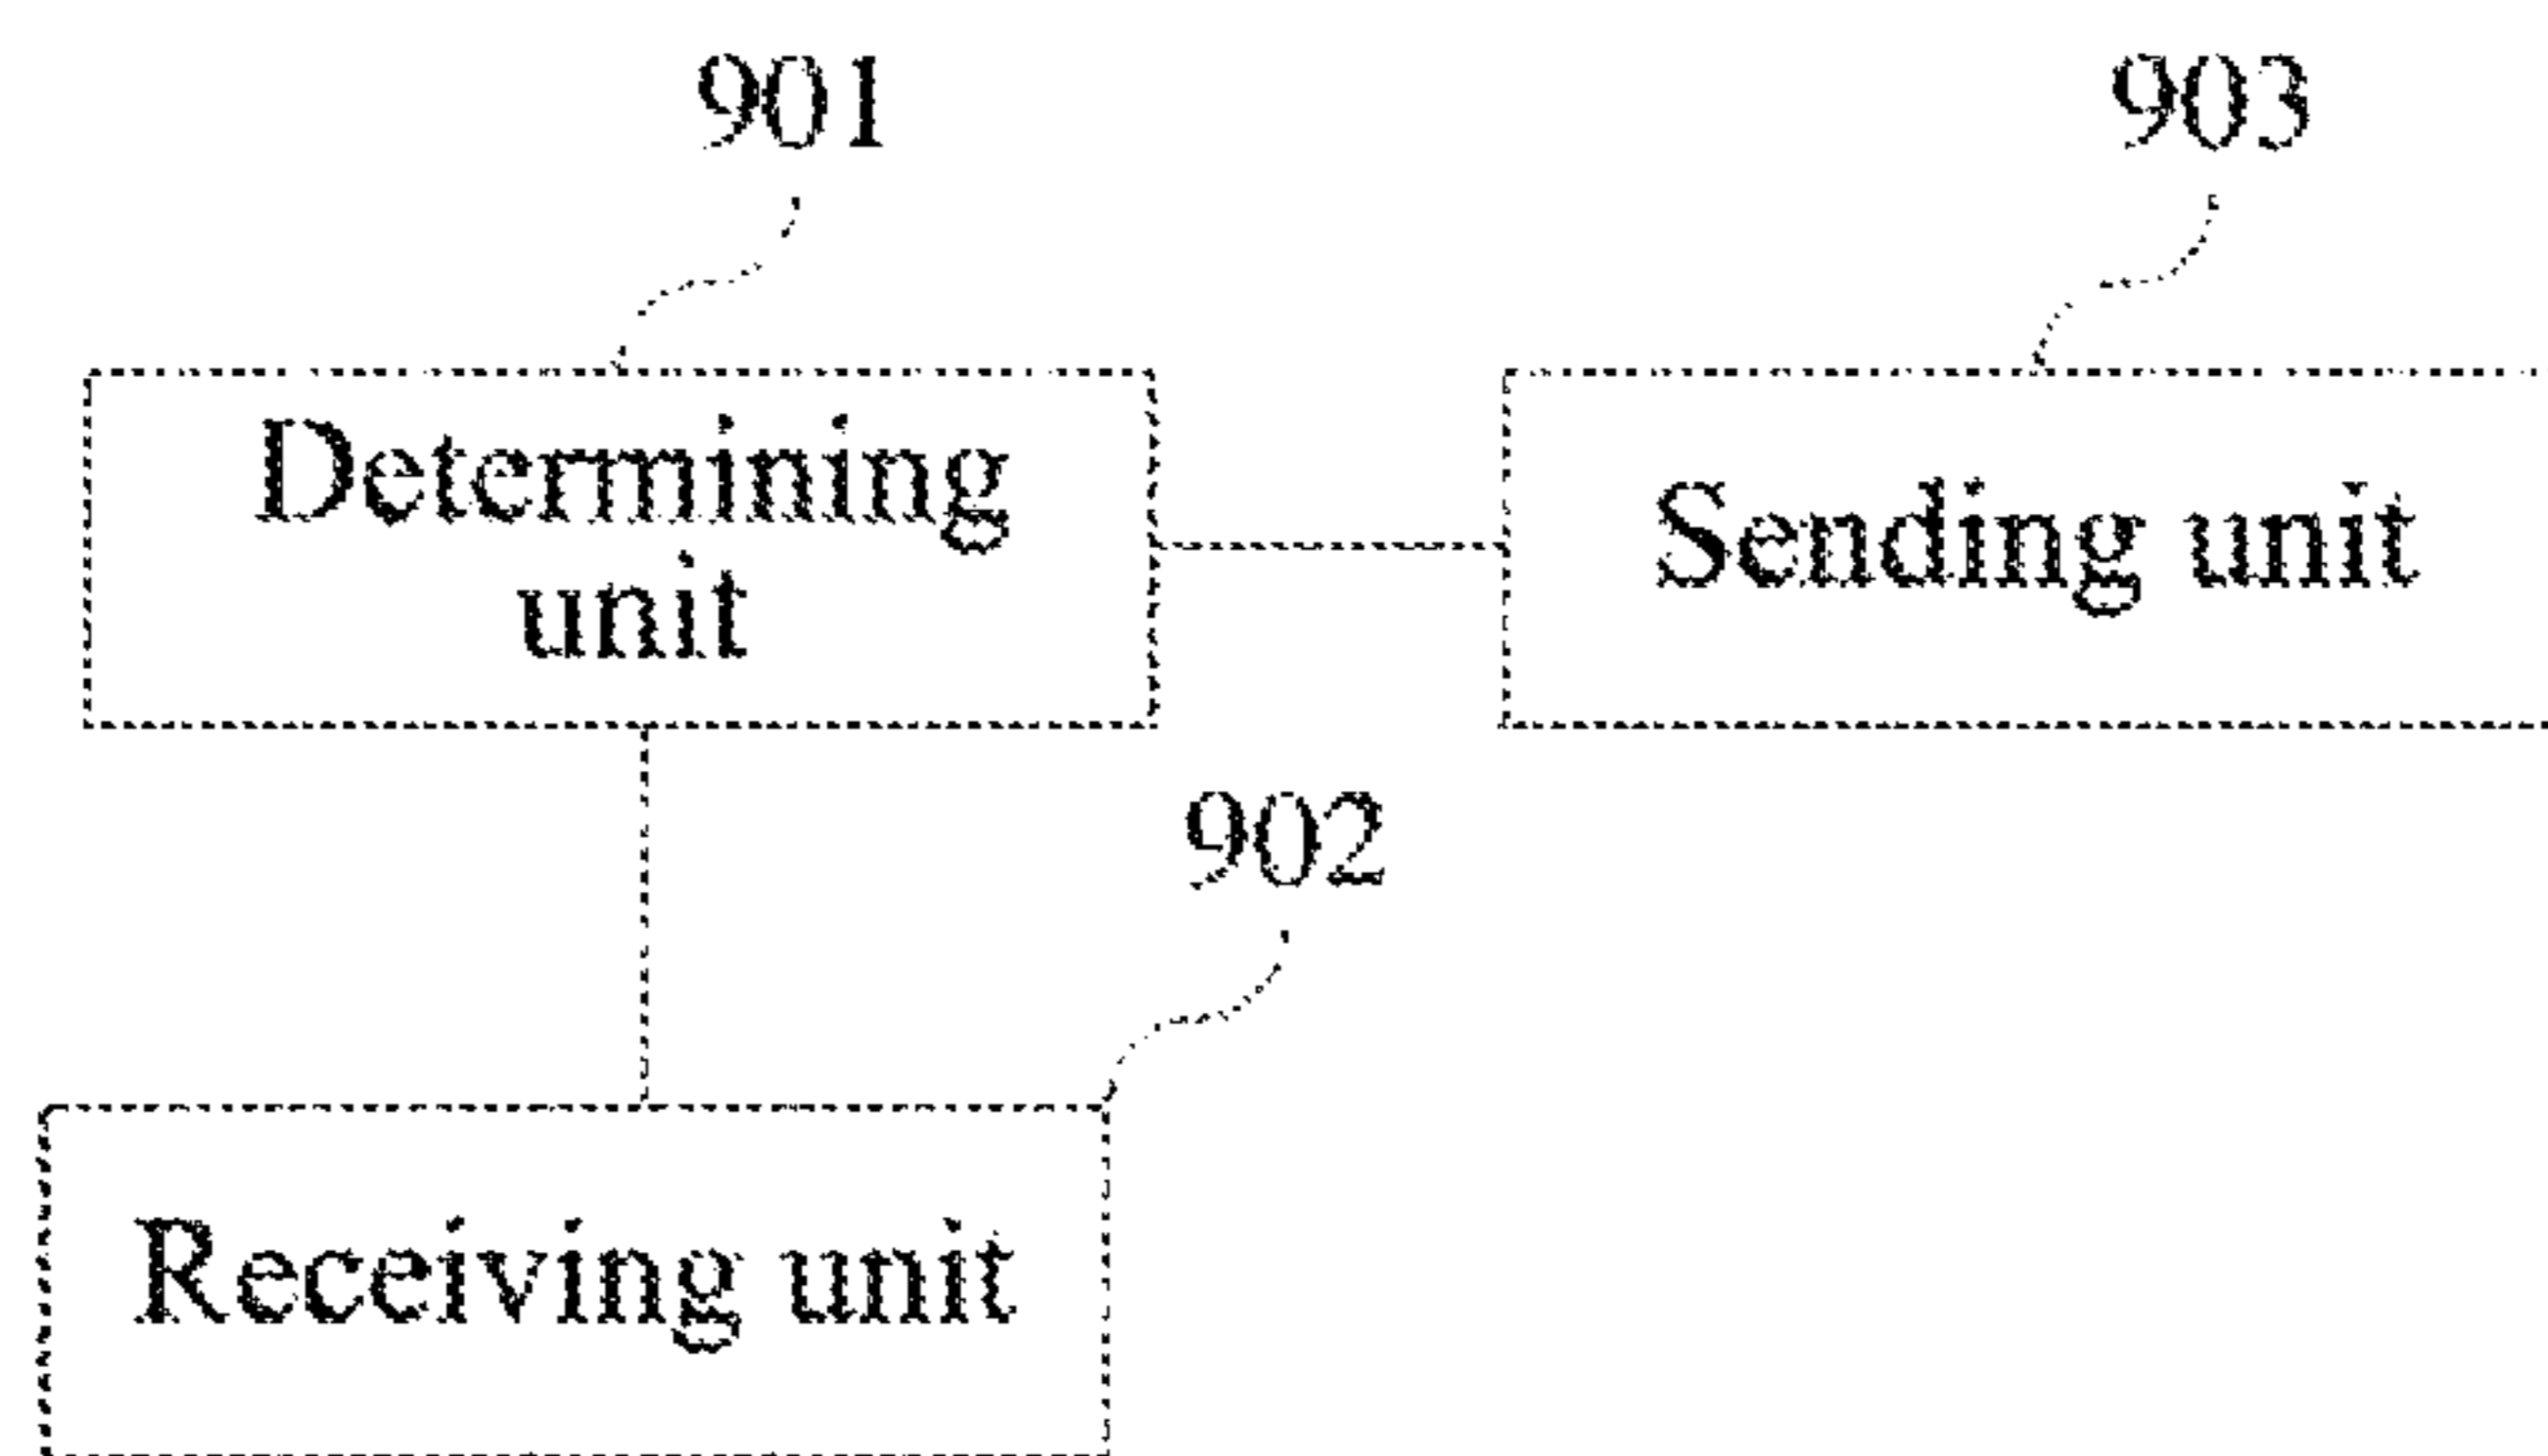 901
903
Determining
unit
Sending unit
902
Receiving unit